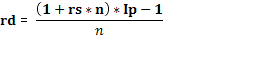 rd = (1 + rs * n) * Ip − 1 / n